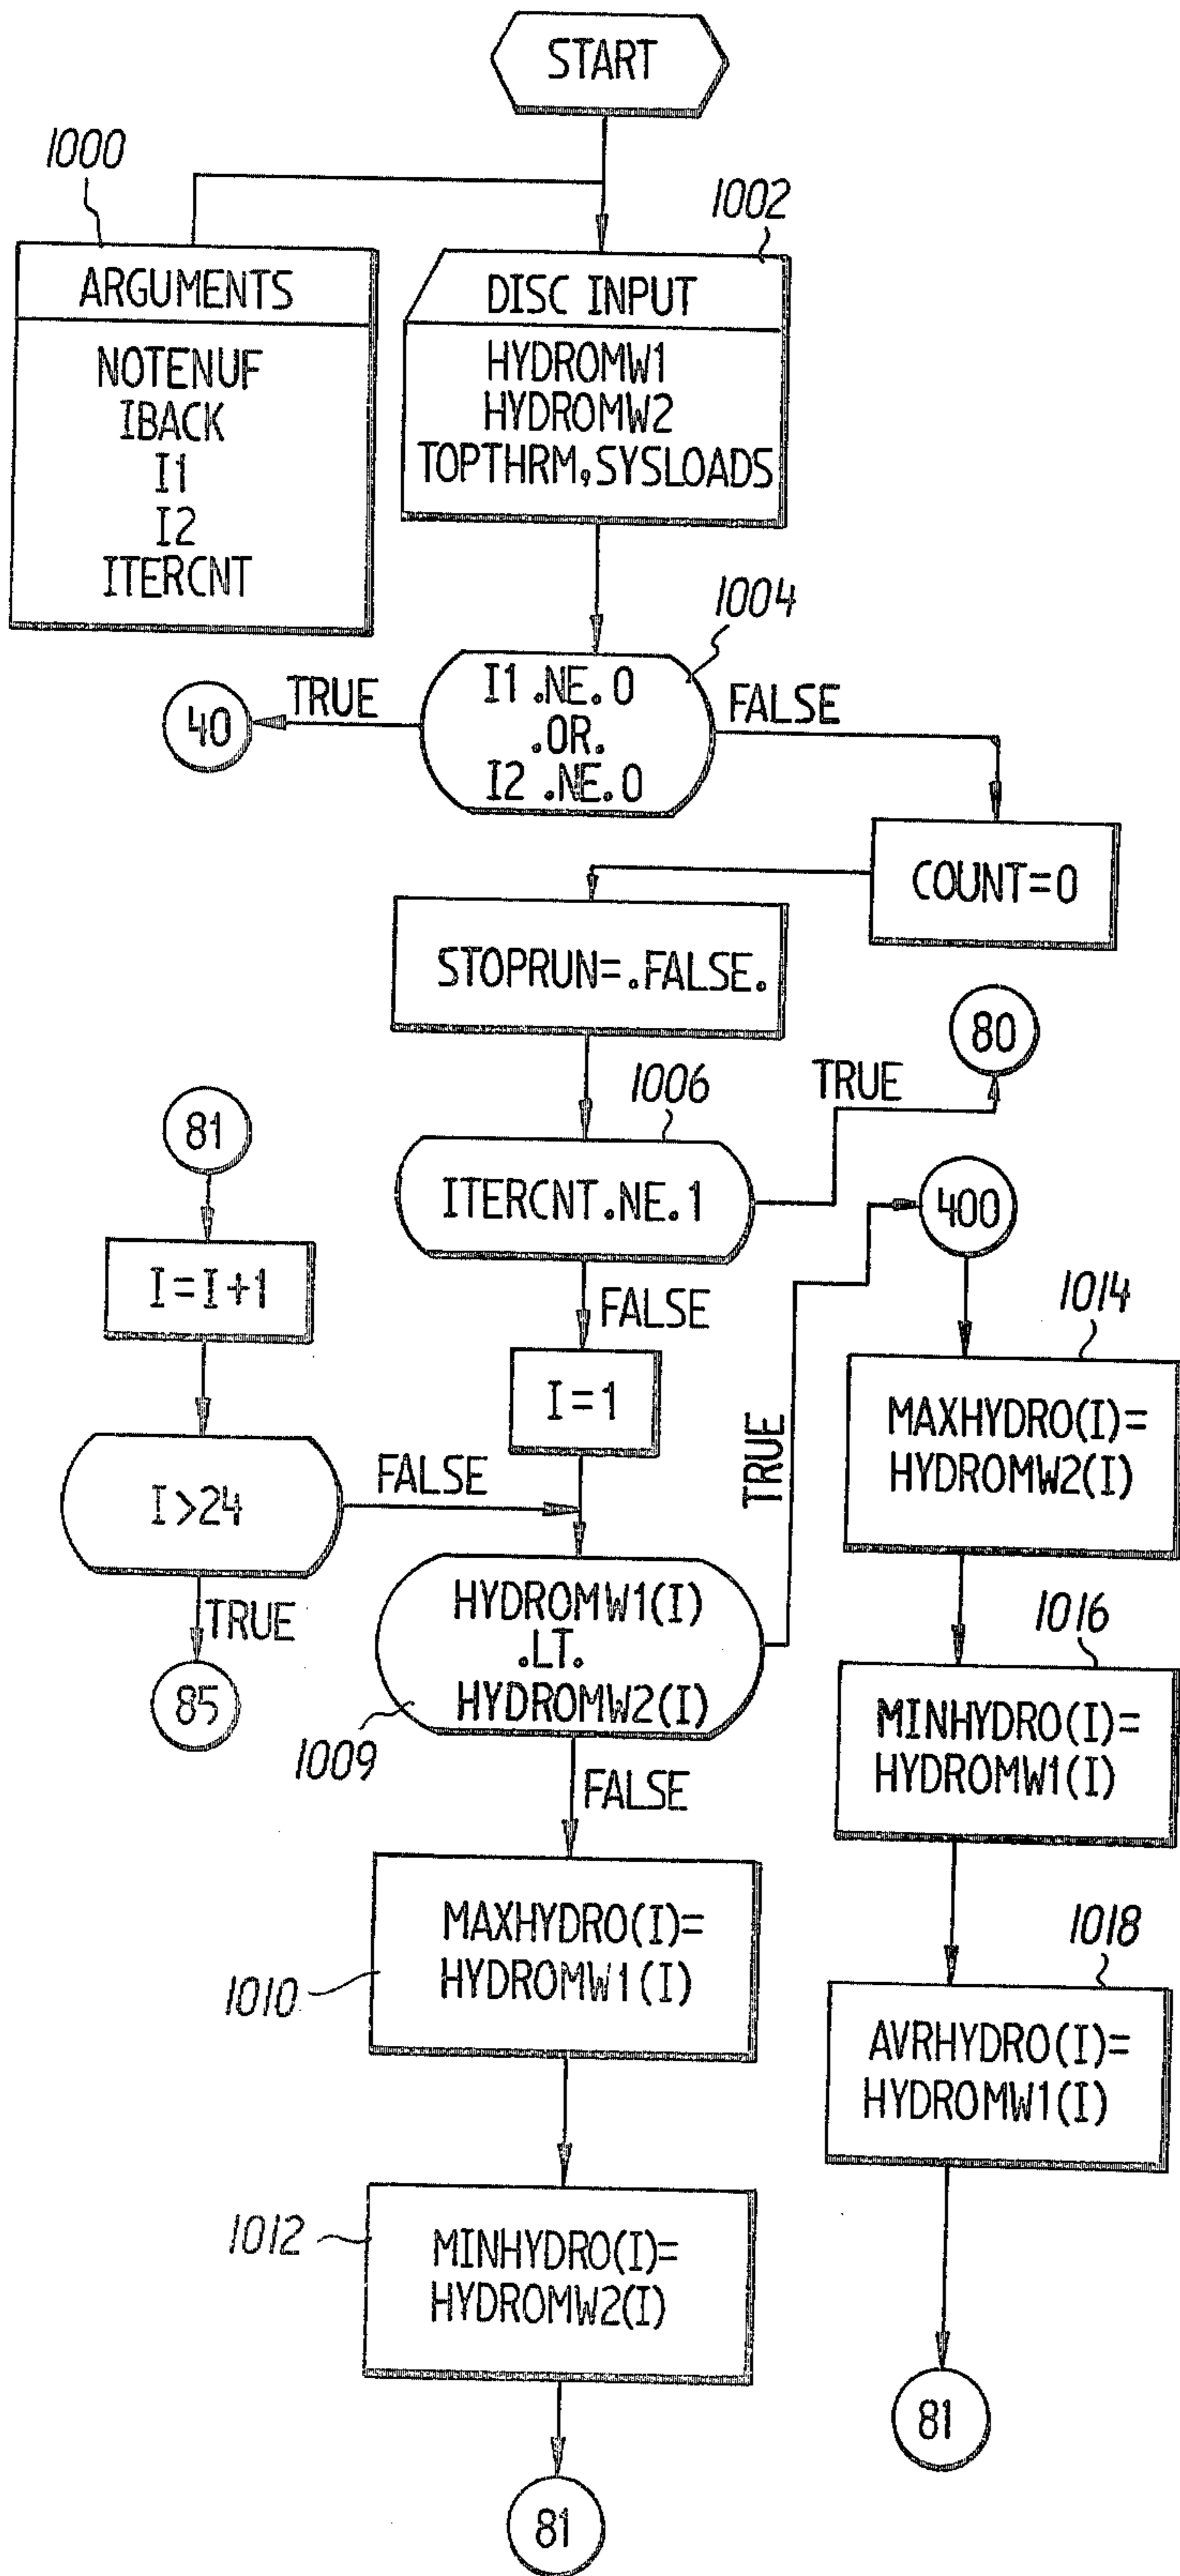 START
1000
ARGUMENTS
NOTENUF
IBACK
I1
I2
ITERCNT
1002
DISC INPUT
HYDROMW1
HYDROMW2
TOPTHRM,SYSLOADS
1004
I1 .NE. 0
.OR.
I2 .NE. 0
TRUE
40
FALSE
COUNT=0
STOPRUN=.FALSE.
1006
ITERCNT.NE.1
TRUE
80
FALSE
I=1
81
I=I+1
I>24
FALSE
TRUE
85
HYDROMW1(I)
.LT.
HYDROMW2(I)
1009
TRUE
400
FALSE
MAXHYDRO(I)=
HYDROMW1(I)
1010
MINHYDRO(I)=
HYDROMW2(I)
1012
81
1014
MAXHYDRO(I)=
HYDROMW2(I)
1016
MINHYDRO(I)=
HYDROMW1(I)
1018
AVRHYDRO(I)=
HYDROMW1(I)
81